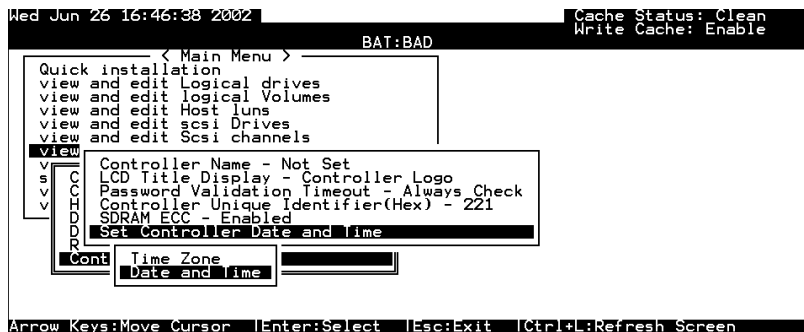 Wed Jun 26 16:46:38 2002 Cache Status: Clean
BAT:BAD Write Cache: Enable
< Main Menu >
Quick installation
view and edit Logical drives
view and edit logical Volumes
view and edit Host luns
view and edit scsi Drives
view and edit Scsi channels
view
v
s
v
v
C
C
H
D
D
R
Cont
Controller Name - Not Set
LCD Title Display - Controller Logo
Password Validation Timeout - Always Check
Controller Unique Identifier(Hex) - 221
SDRAM ECC - Enabled
Set Controller Date and Time
Time Zone
Date and Time
Arrow Keys:Move Cursor |Enter:Select |Esc:Exit |Ctrl+L:Refresh Screen